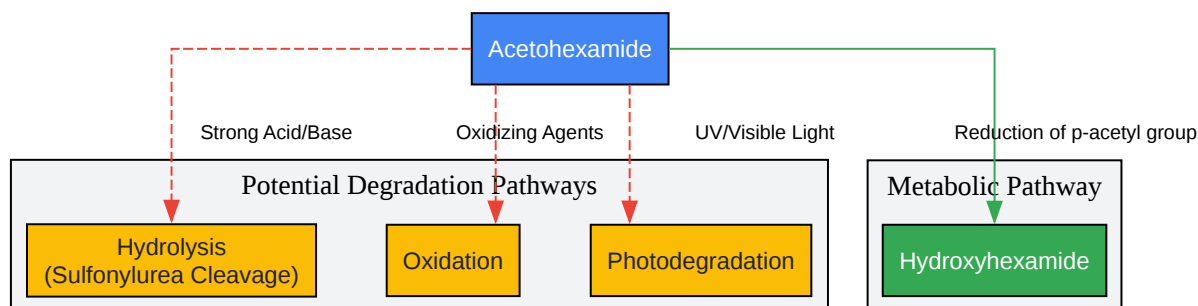 Acetohexamide
Strong Acid/Base
Oxidizing Agents
UV/Visible Light
Reduction of p-acetyl group
Potential Degradation Pathways
Metabolic Pathway
Hydrolysis
(Sulfonylurea Cleavage)
Oxidation
Photodegradation
Hydroxyhexamide